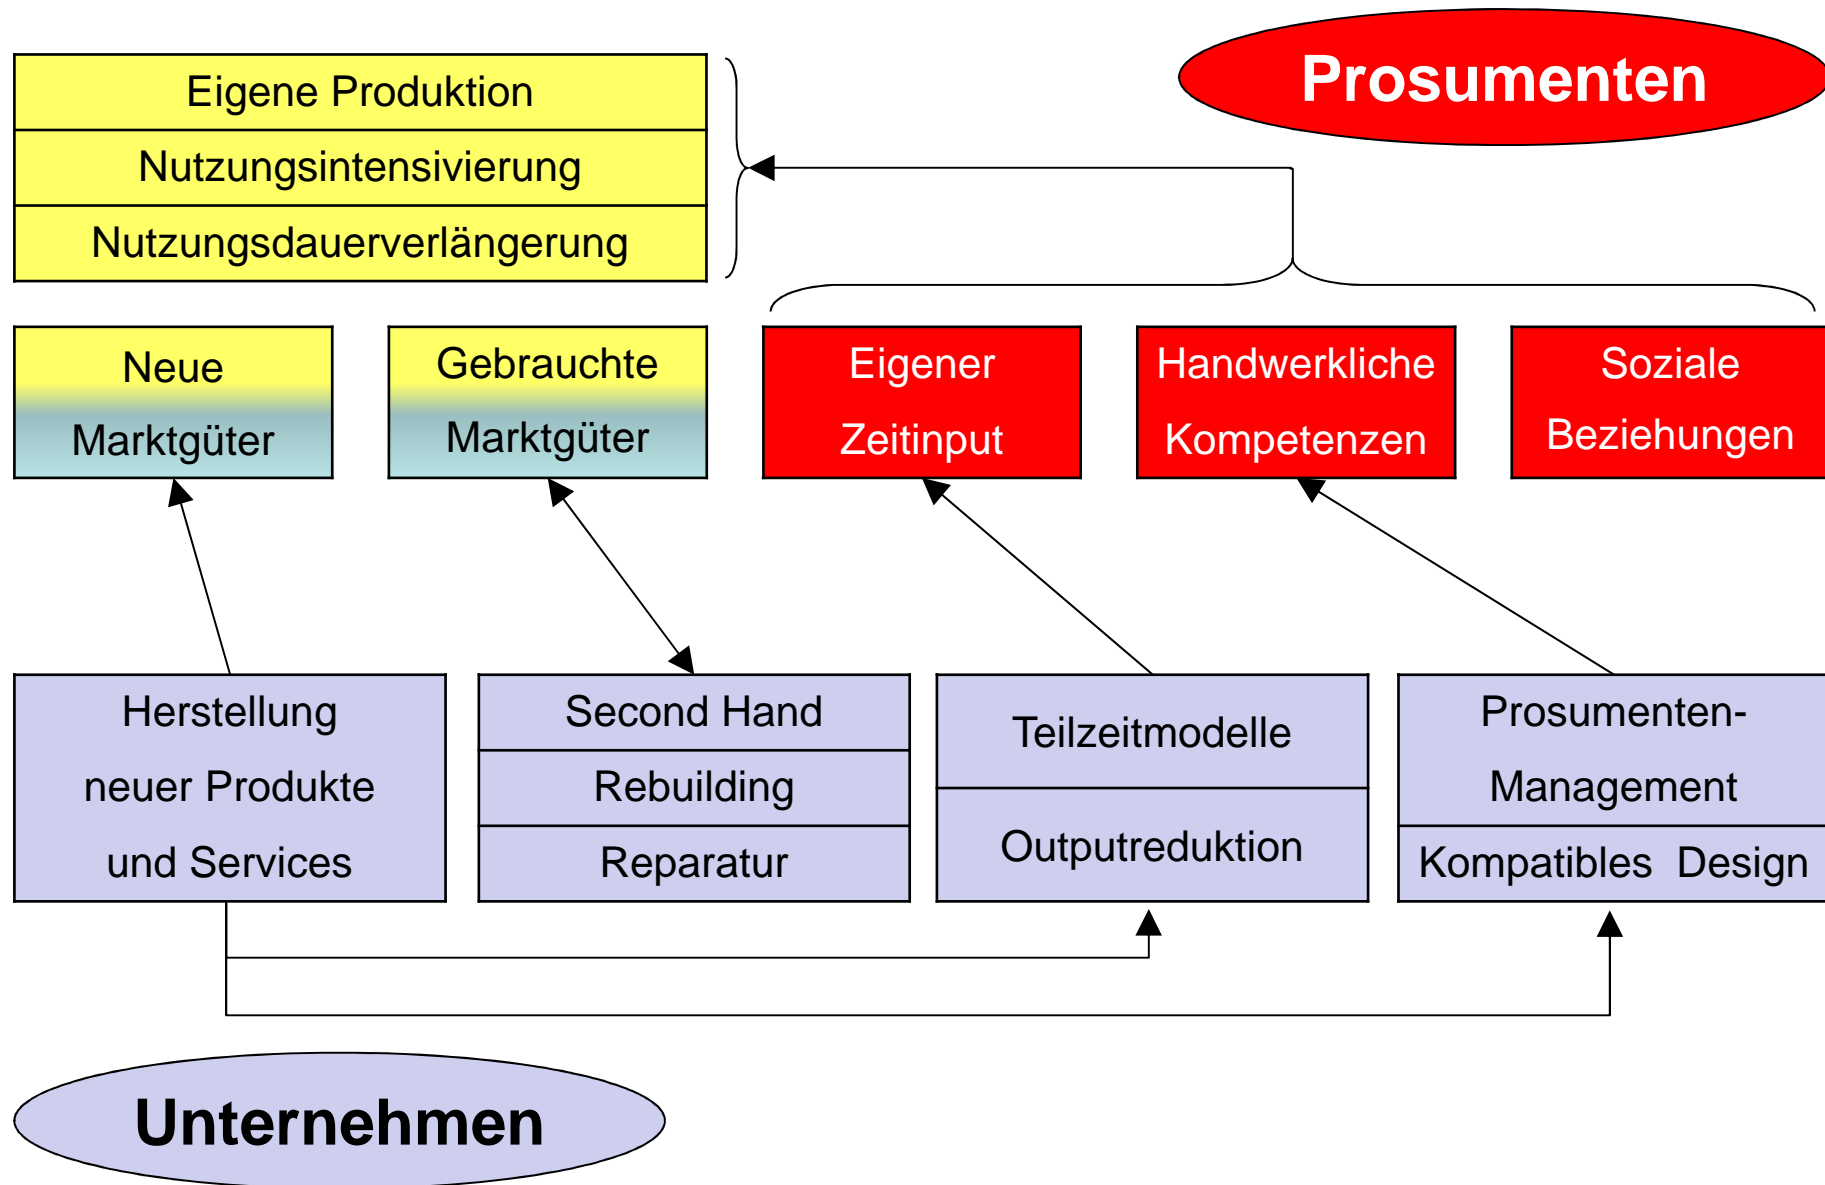 Prosumenten
Eigene Produktion
Nutzungsintensivierung
Nutzungsdauerverlängerung
Neue
Marktgüter
Gebrauchte
Marktgüter
Eigener
Zeitinput
Handwerkliche
Kompetenzen
Soziale
Beziehungen
Herstellung
neuer Produkte
und Services
Second Hand
Rebuilding
Reparatur
Teilzeitmodelle
Outputreduktion
Prosumenten-
Management
Kompatibles Design
Unternehmen